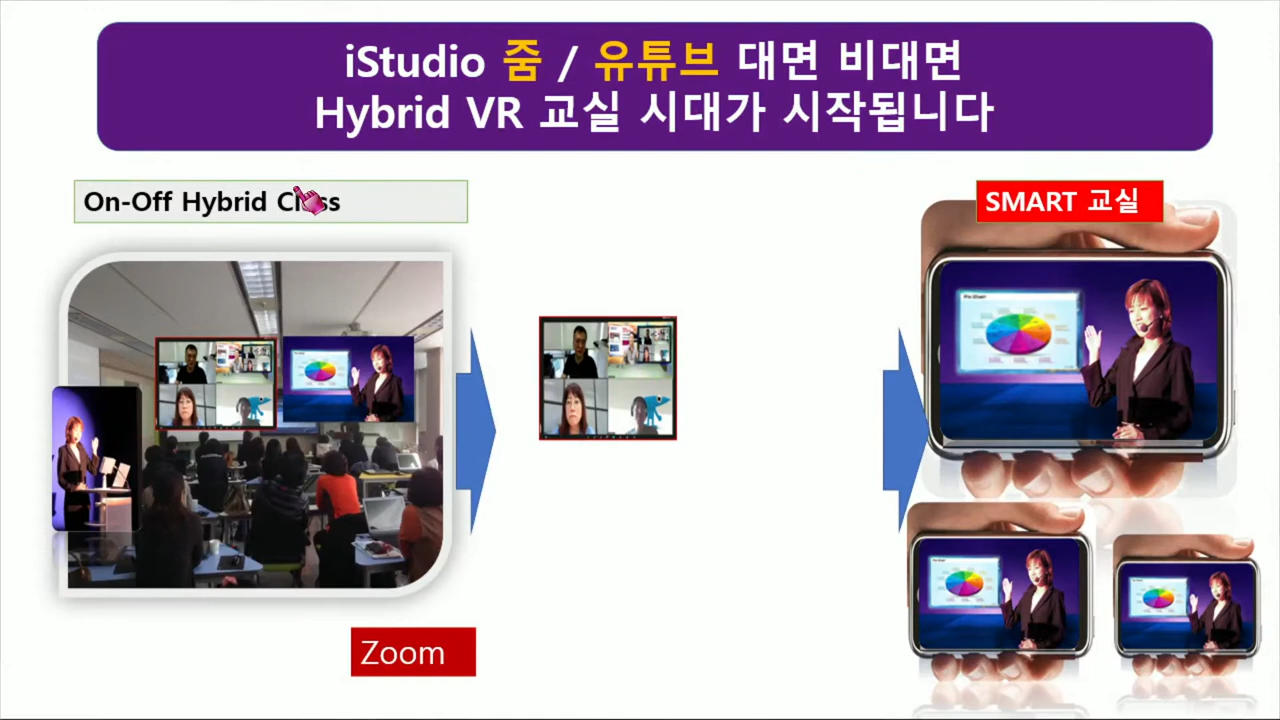 iStudio 줌 / 유튜브 대면 비대면
Hybrid VR 교실 시대가 시작됩니다
On-Off Hybrid Class
SMART 교실
Zoom